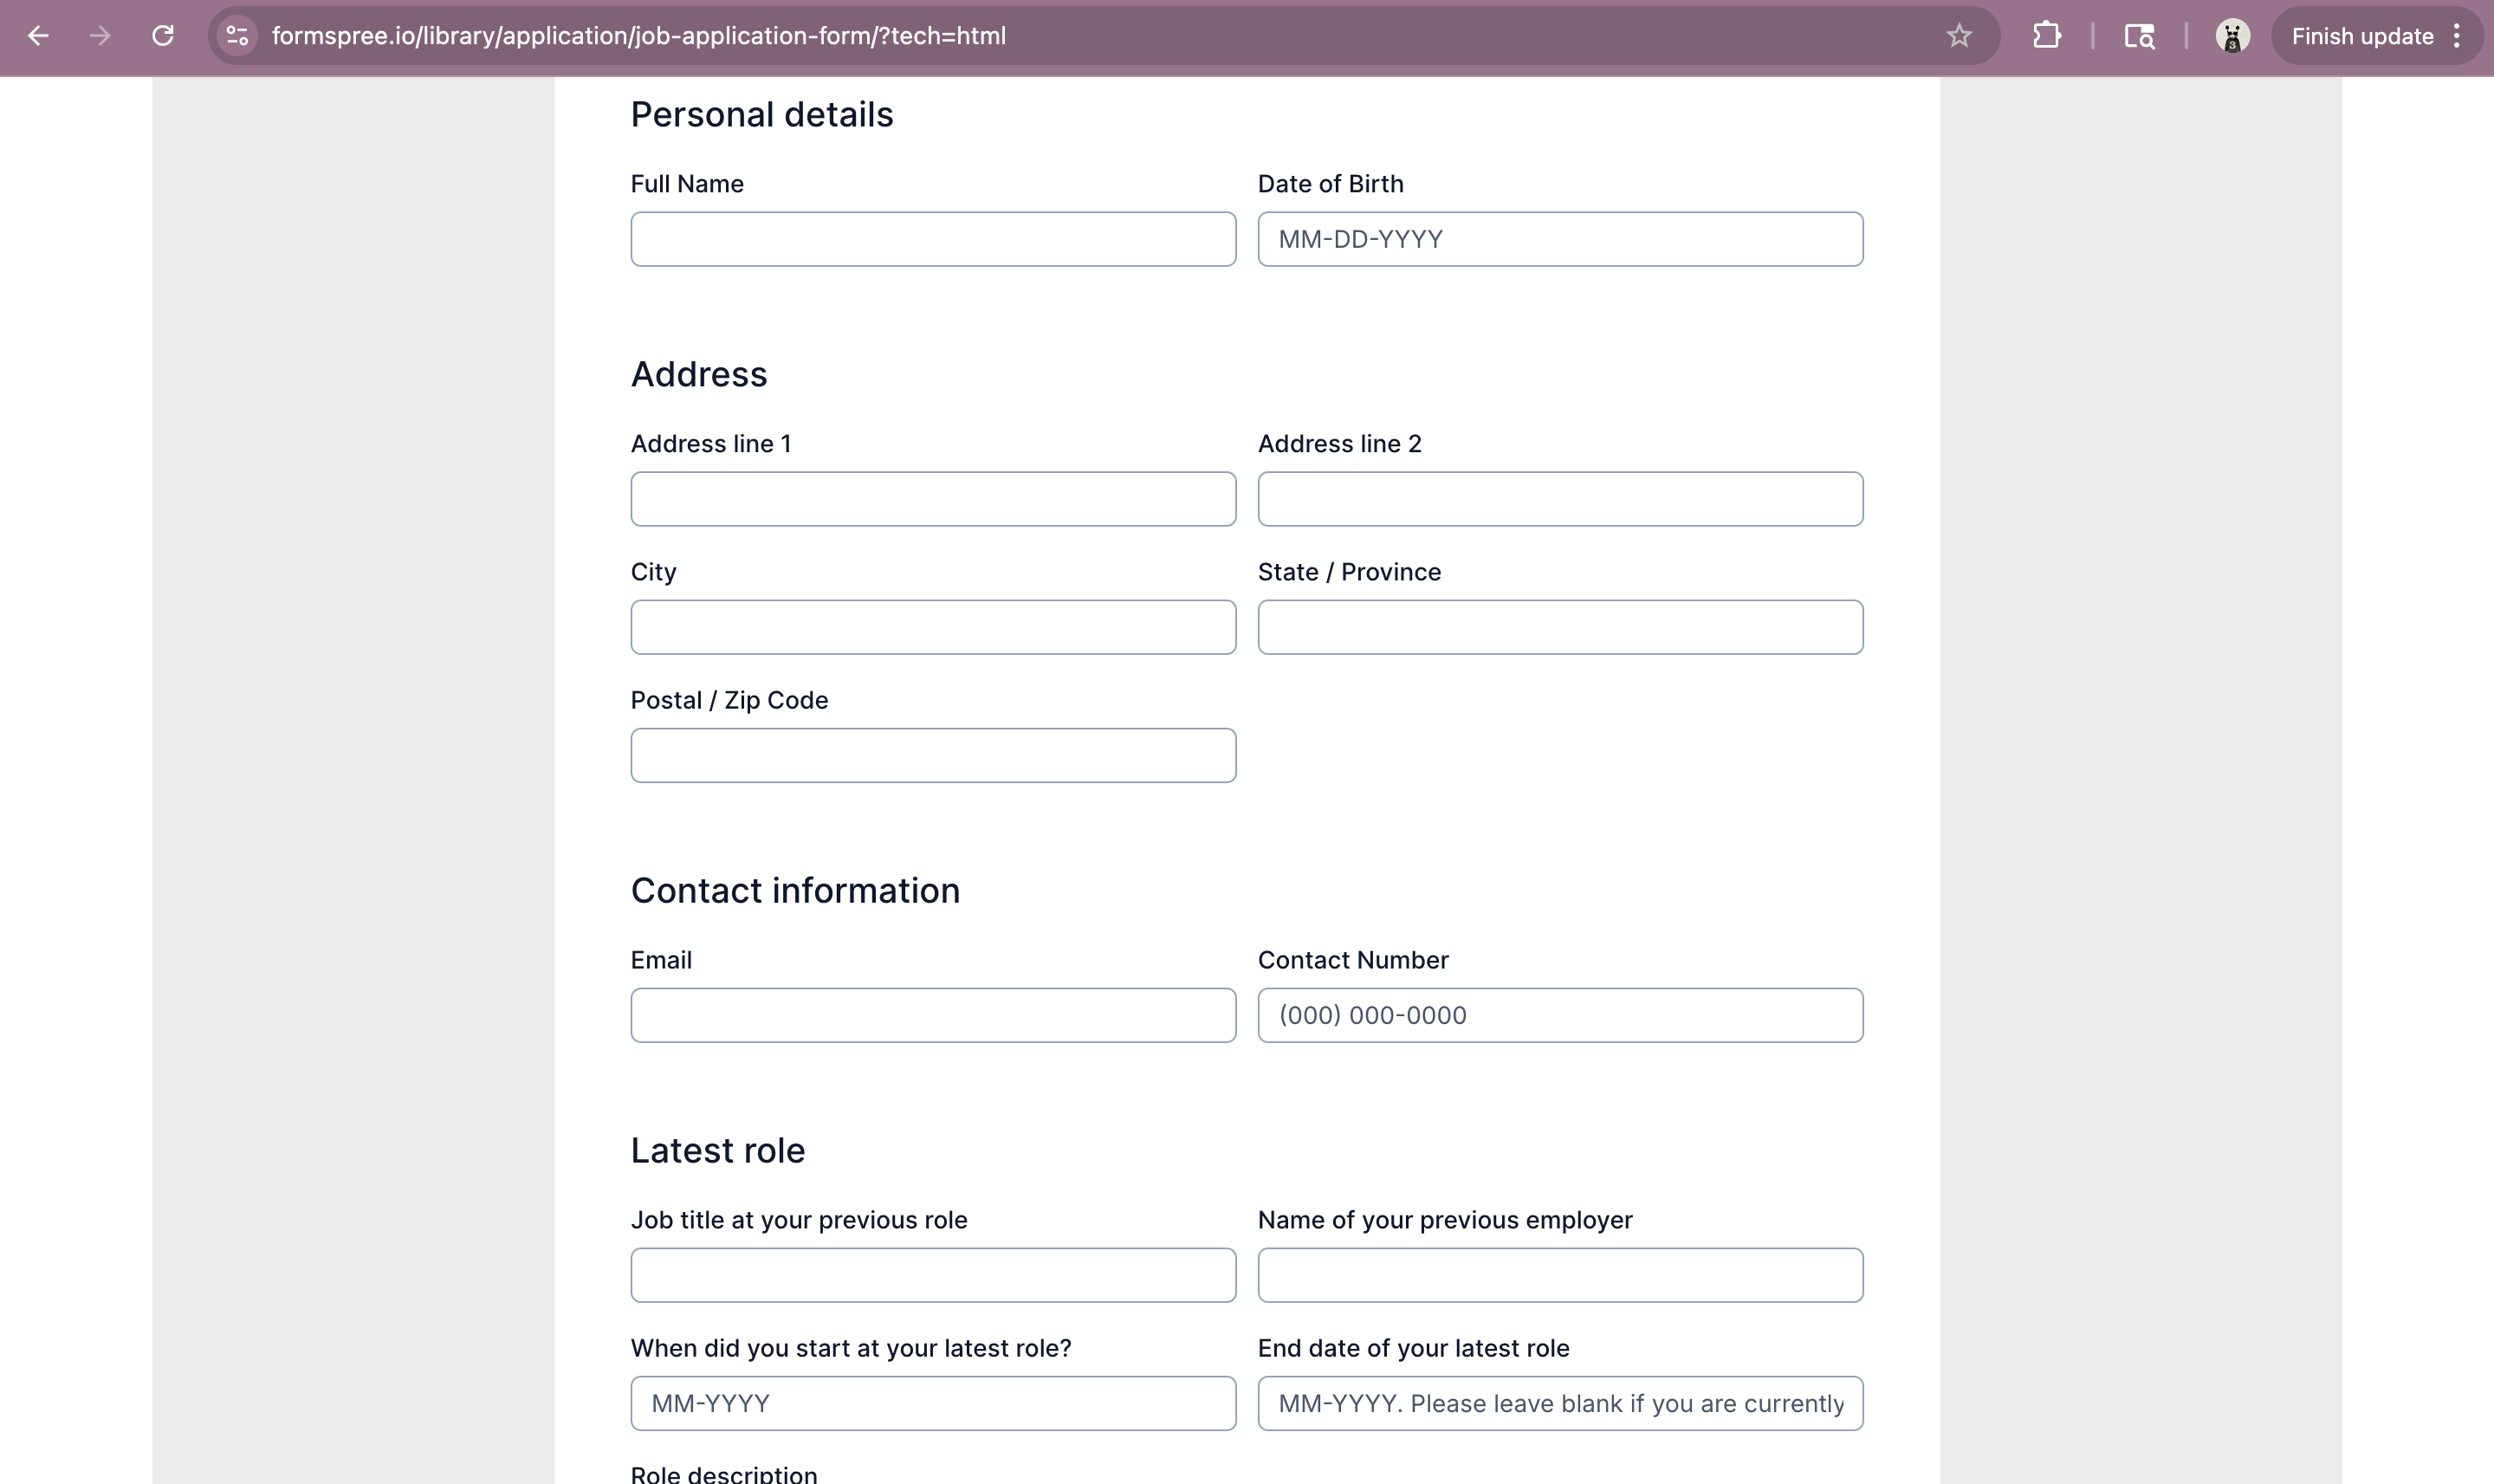 formspree.io/library/application/job-application-form/?tech=html
3
Finish update
Personal details
Full Name
Date of Birth
MM-DD-YYYY
Address
Address line 1
Address line 2
City
State / Province
Postal / Zip Code
Contact information
Email
Contact Number
(000) 000-0000
Latest role
Job title at your previous role
Name of your previous employer
When did you start at your latest role?
End date of your latest role
MM-YYYY
MM-YYYY. Please leave blank if you are currently
Role description